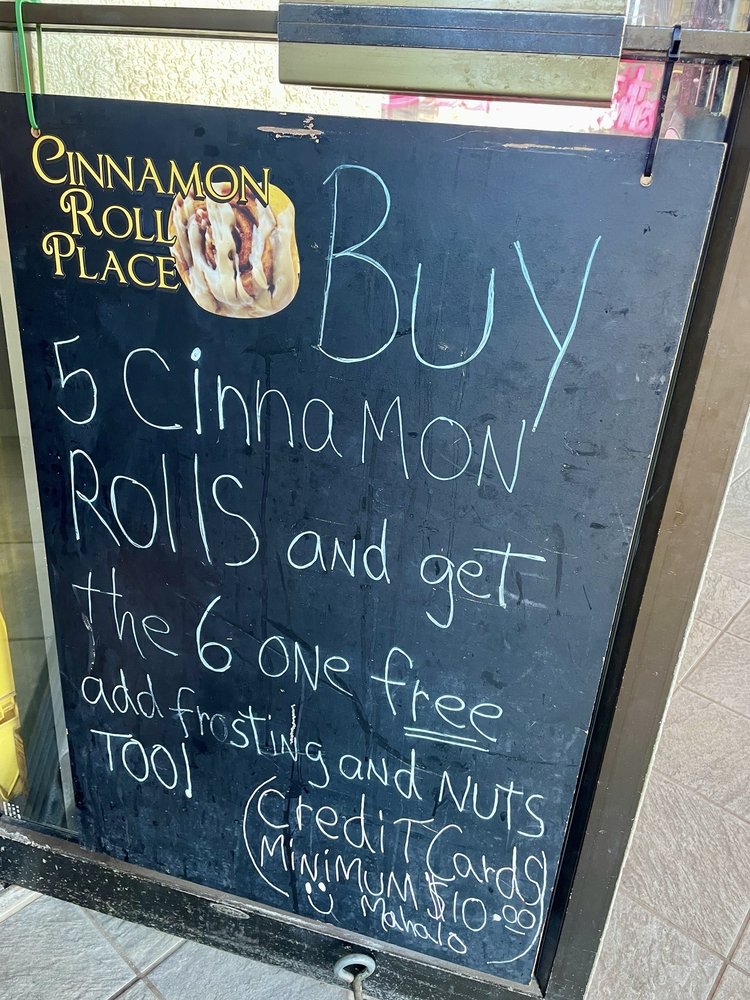 CINNAMON
ROLL
PLACE
Buy
5 CinnaMON
ROllS and get
the 6 one free
add frosting and NUTS
TOO!
(CrediT Cards
MiNiMUM $10.00)
Mahalo